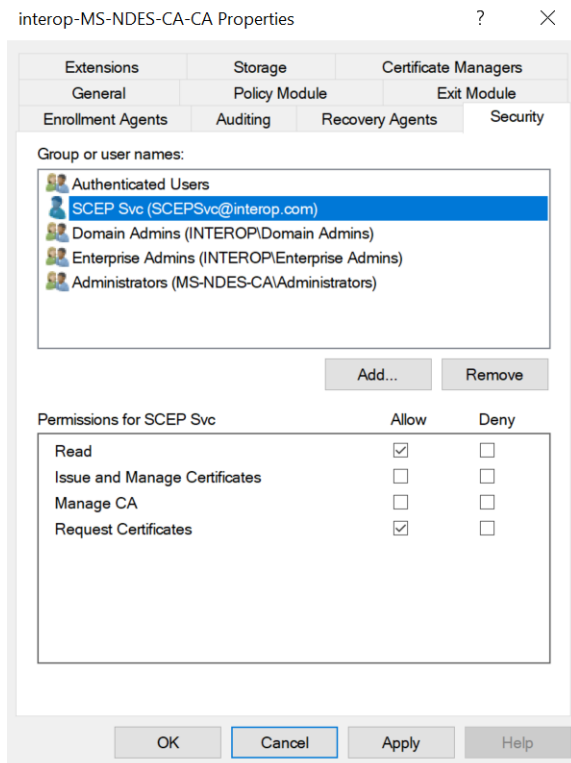 interop-MS-NDES-CA-CA Properties ? ×
Extensions Storage Certificate Managers
General Policy Module Exit Module
Enrollment Agents Auditing Recovery Agents Security
Group or user names:
Authenticated Users
SCEP Svc (SCEPSvc@interop.com)
Domain Admins (INTEROP\Domain Admins)
Enterprise Admins (INTEROP\Enterprise Admins)
Administrators (MS-NDES-CA\Administrators)
Add... Remove
Permissions for SCEP Svc Allow Deny
Read
Issue and Manage Certificates
Manage CA
Request Certificates
OK Cancel Apply Help